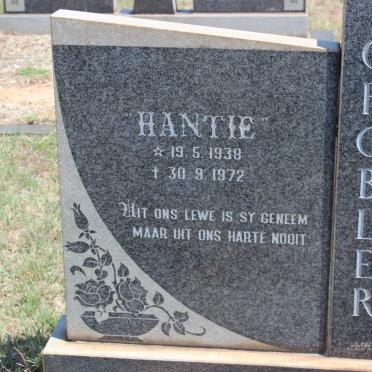 "HANTIE"
☆ 19.5.1938
† 30.9.1972
UIT ONS LEWE IS SY GENEEM
MAAR UIT ONS HARTE NOOIT